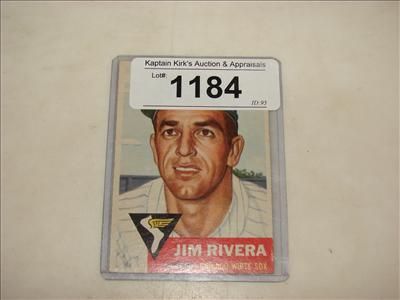 Kaptain Kirk's Auction & Appraisals
Lot#:
1184
ID:95
JIM RIVERA
CHICAGO WHITE SOX